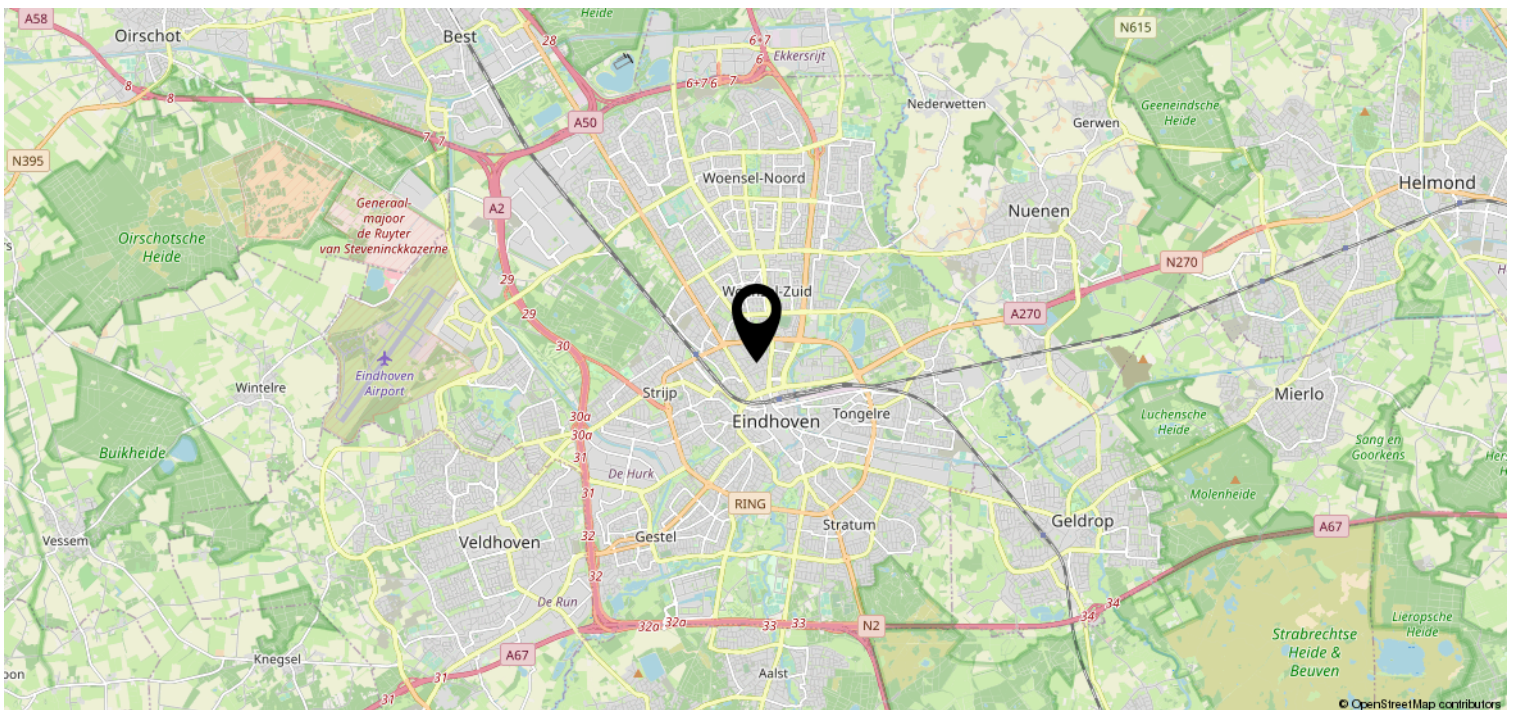 A58
Oirschot
Best
28
Heide
6+7
6
Ekkersrijt
N615
8
8
6+7 6
7
A50
Nederwetten
Gerwen
Geeneindsche
Heide
7
7
N395
Woensel-Noord
Helmond
A2
Generaal-
majoor
de Ruyter
van Steveninckkazerne
Nuenen
Oirschotsche
Heide
N270
29
29
A270
30
Eindhoven
Airport
Wintelre
Strijp
Eindhoven
Tongelre
Mierlo
30a
30a
Luchensche
Heide
31
Buikheide
Sang en
Goorkens
De Hurk
31
Molenheide
RING
Stratum
Geldrop
A67
Vessem
Veldhoven
32
Gestel
32
De Run
34
34
32a
32a
33
33
N2
Lieropsche
Heide
Strabrechtse
Heide &
Beuven
Knegsel
A67
31
31
Aalst
© OpenStreetMap contributors